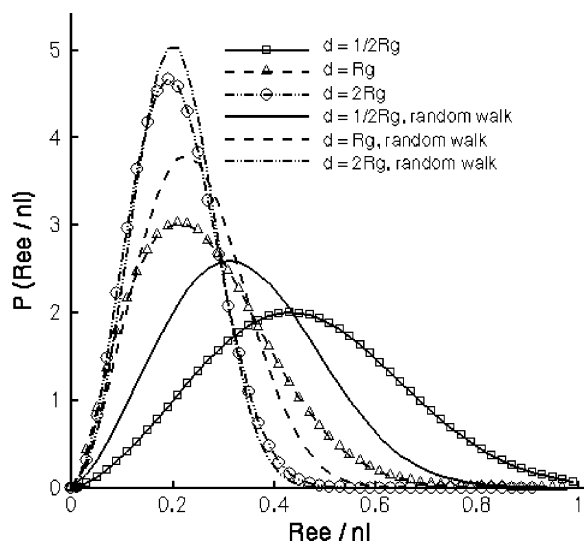 5
4
3
2
1
0
P (Ree / nl)
d = 1/2Rg
d = Rg
d = 2Rg
d = 1/2Rg, random walk
d = Rg, random walk
d = 2Rg, random walk
0 0.2 0.4 0.6 0.8 1
Ree / nl